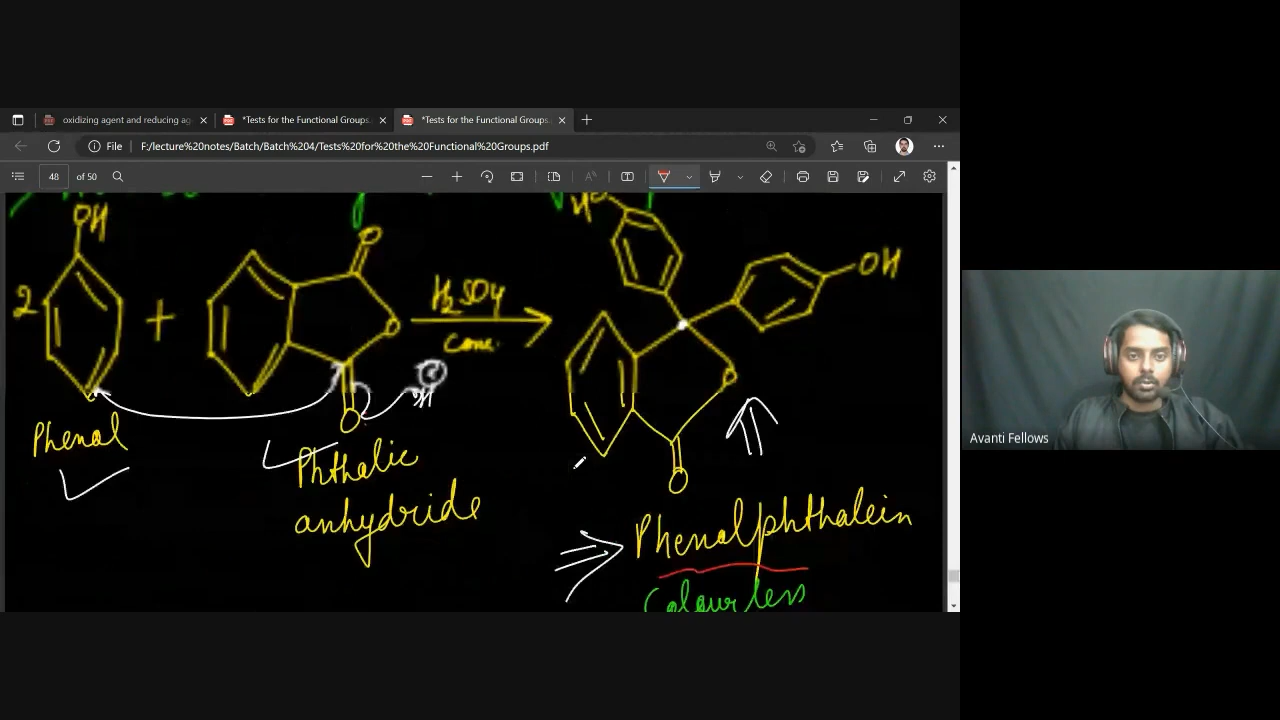 oxidizing agent and reducing ag
*Tests for the Functional Groups.
*Tests for the Functional Groups.
File
F:/lecture%20notes/Batch/Batch%204/Tests%20for%20the%20Functional%20Groups.pdf
48 of 50
OH
HO
OH
2
+
O
O
O
H2SO4
Conc.
H+
O
O
Phenol
Phthalic
anhydride
Phenolphthalein
Colourless
Avanti Fellows